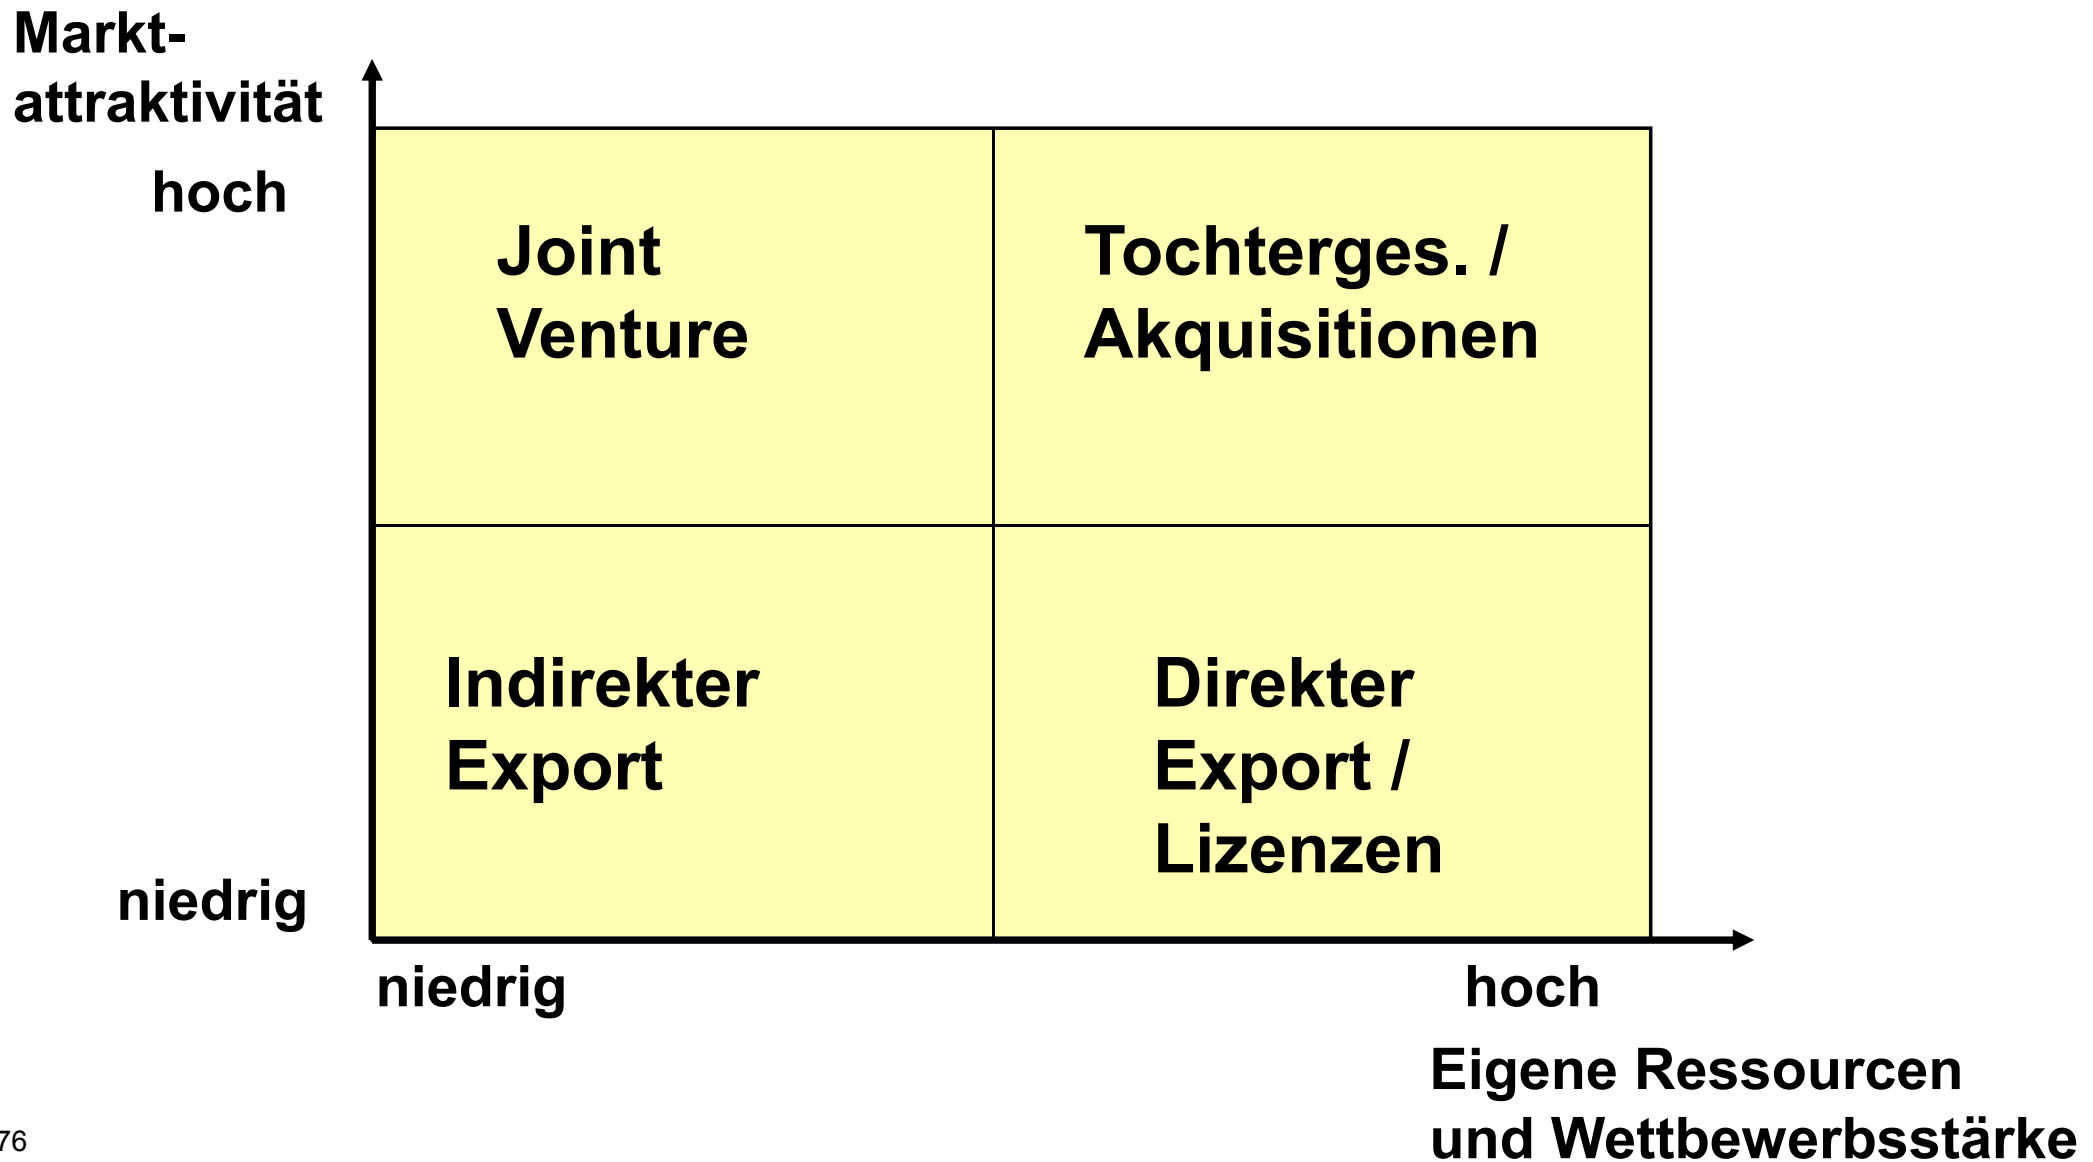 Markt-
attraktivität
hoch
Joint
Venture
Tochterges. /
Akquisitionen
Indirekter
Export
Direkter
Export /
Lizenzen
niedrig
niedrig
hoch
Eigene Ressourcen
und Wettbewerbsstärke
76